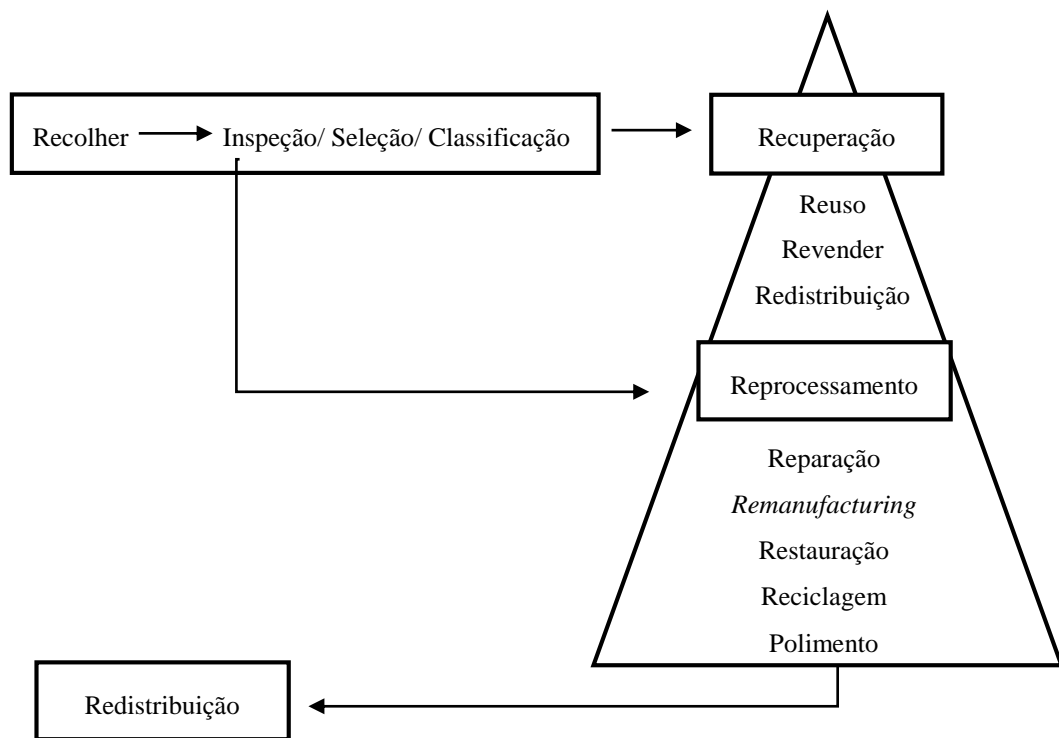 Recolher Inspeção/ Seleção/ Classificação
Recuperação
Reuso
Revender
Redistribuição
Reprocessamento
Reparação
Remanufacturing
Restauração
Reciclagem
Polimento
Redistribuição